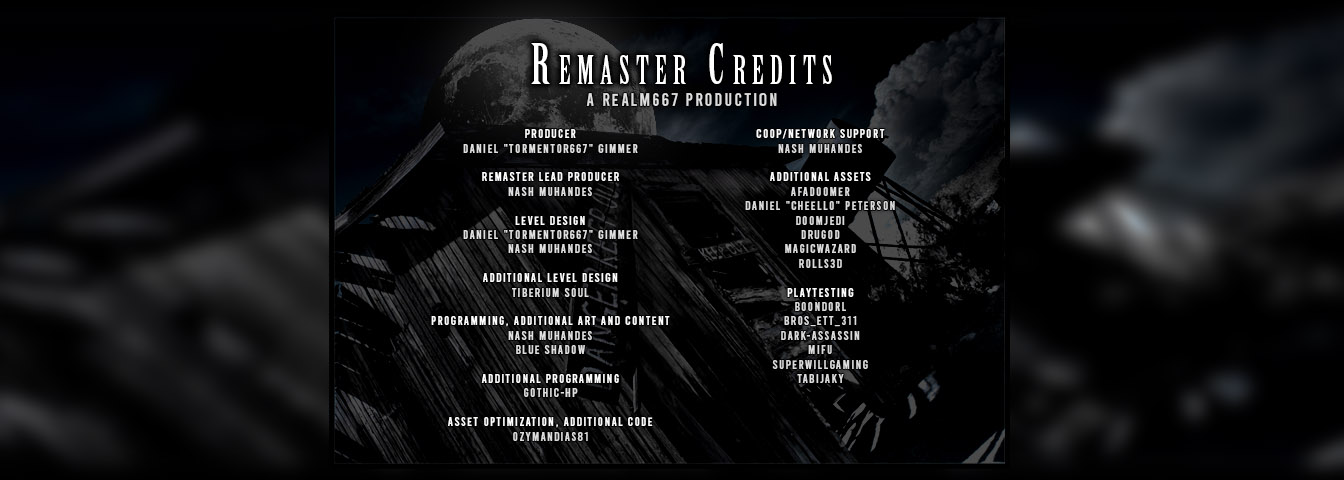 REMASTER CREDITS
A REALM667 PRODUCTION
PRODUCER
DANIEL "TORMENTOR667" GIMMER
REMASTER LEAD PRODUCER
NASH MUHANDES
LEVEL DESIGN
DANIEL "TORMENTOR667" GIMMER
NASH MUHANDES
ADDITIONAL LEVEL DESIGN
TIBERIUM SOUL
PROGRAMMING, ADDITIONAL ART AND CONTENT
NASH MUHANDES
BLUE SHADOW
ADDITIONAL PROGRAMMING
GOTHIC-HP
ASSET OPTIMIZATION, ADDITIONAL CODE
OZYMANDIAS81
COOP/NETWORK SUPPORT
NASH MUHANDES
ADDITIONAL ASSETS
AFADOOMER
DANIEL "CHEELLO" PETERSON
DOOMJEDI
DRUGOD
MAGICWAZARD
ROLLS3D
PLAYTESTING
BOONDORL
BROS_ETT_311
DARK-ASSASSIN
MIFU
SUPERWILLGAMING
TABIJAKY